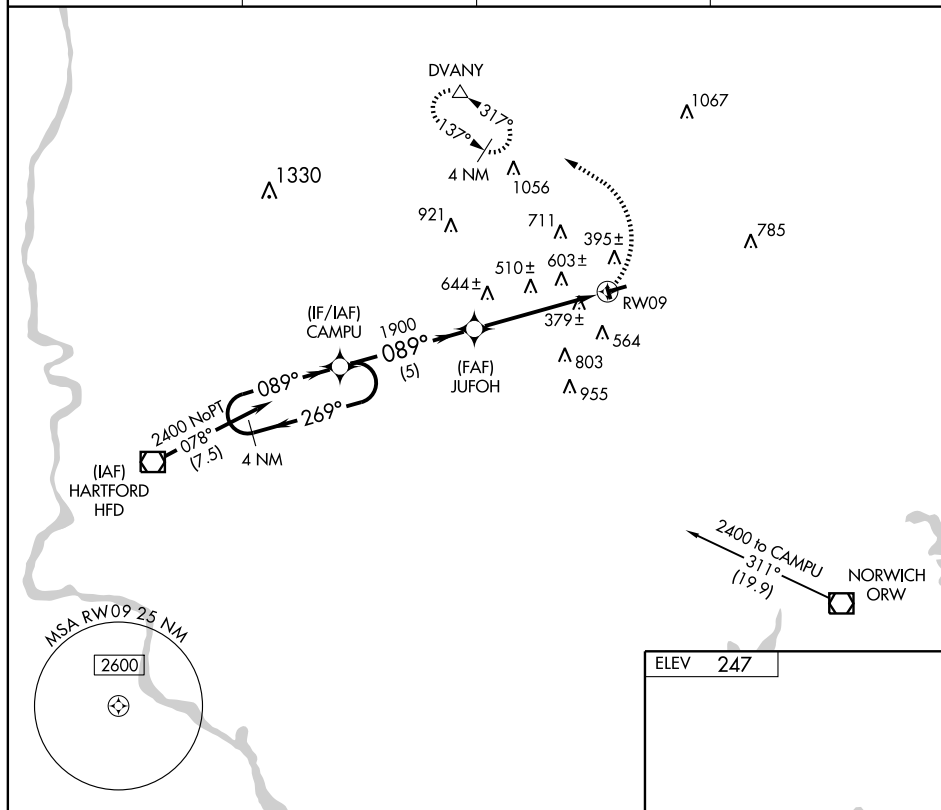 DVANY
317°
137°
4 NM
1067
1330
1056
921
711
395±
785
603±
510±
644±
RW09
379±
564
803
955
(IF/IAF)
CAMPU
1900
089°
(5)
(FAF)
JUFOH
089°
269°
4 NM
2400 NoPT
078°
(7.5)
(IAF)
HARTFORD
HFD
2400 to CAMPU
311°
(19.9)
NORWICH
ORW
MSA RW09 25 NM
2600
ELEV 247